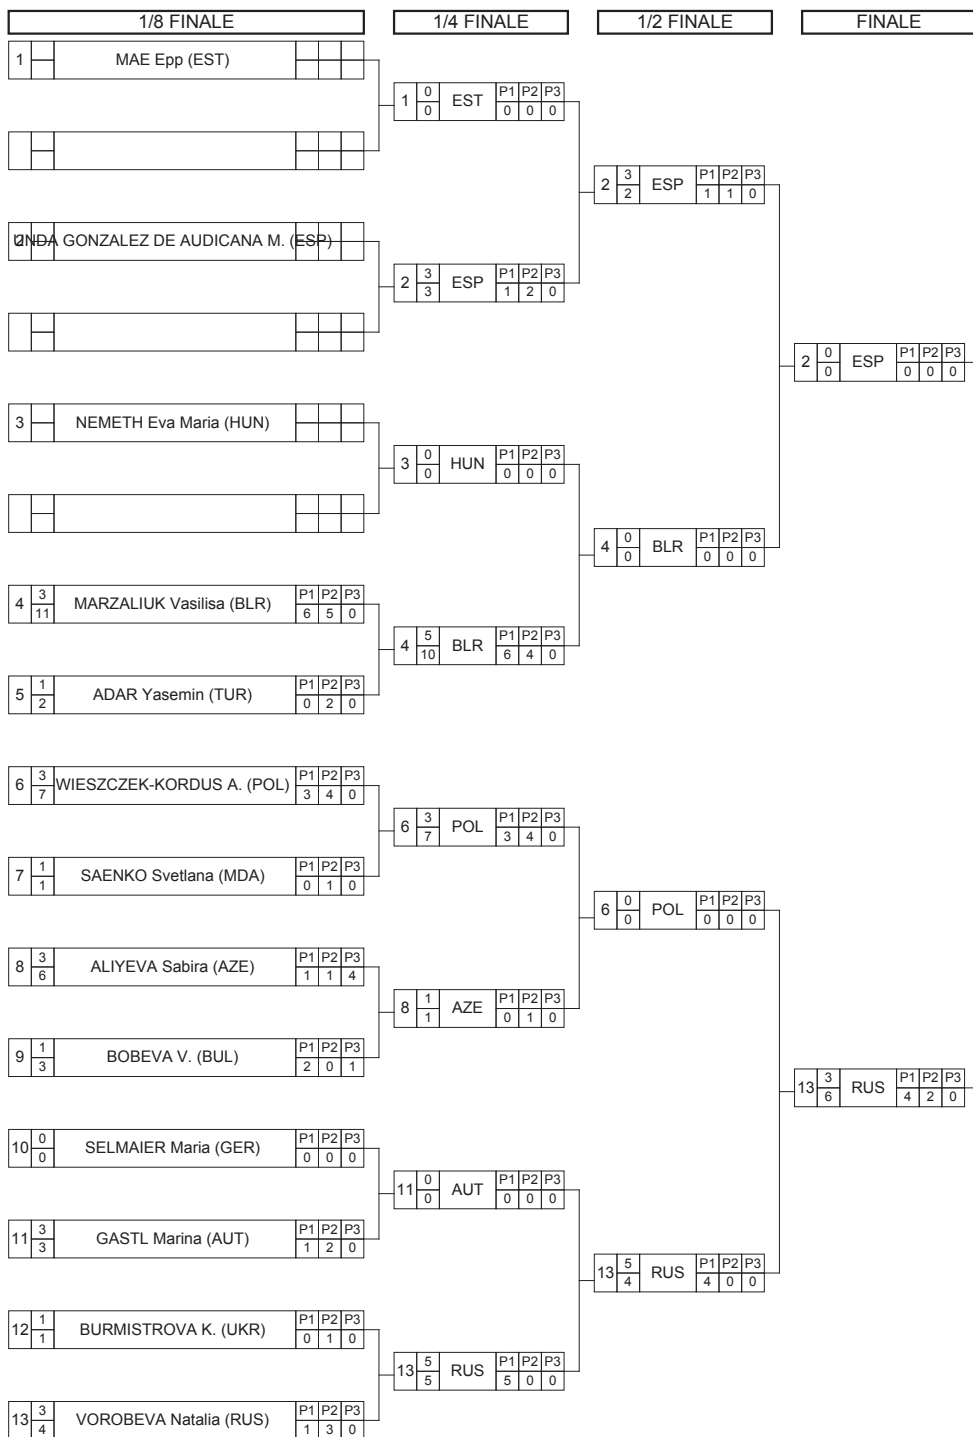 1/8 FINALE 1/4 FINALE 1/2 FINALE FINALE
1 MAE Epp (EST)
1 0 0 EST P1 P2 P3 0 0 0
2 3 2 ESP P1 P2 P3 1 1 0
2 UNDA GONZALEZ DE AUDICANA M. (ESP)
2 3 3 ESP P1 P2 P3 1 2 0
2 0 0 ESP P1 P2 P3 0 0 0
3 NEMETH Eva Maria (HUN)
3 0 0 HUN P1 P2 P3 0 0 0
4 0 0 BLR P1 P2 P3 0 0 0
4 3 11 MARZALIUK Vasilisa (BLR) P1 P2 P3 6 5 0
4 5 10 BLR P1 P2 P3 6 4 0
5 1 2 ADAR Yasemin (TUR) P1 P2 P3 0 2 0
6 3 7 WIESZCZEK-KORDUS A. (POL) P1 P2 P3 3 4 0
6 3 7 POL P1 P2 P3 3 4 0
7 1 1 SAENKO Svetlana (MDA) P1 P2 P3 0 1 0
6 0 0 POL P1 P2 P3 0 0 0
8 3 6 ALIYEVA Sabira (AZE) P1 P2 P3 1 1 4
8 1 1 AZE P1 P2 P3 0 1 0
9 1 3 BOBEVA V. (BUL) P1 P2 P3 2 0 1
13 3 6 RUS P1 P2 P3 4 2 0
10 0 0 SELMAIER Maria (GER) P1 P2 P3 0 0 0
11 0 0 AUT P1 P2 P3 0 0 0
11 3 3 GASTL Marina (AUT) P1 P2 P3 1 2 0
13 5 4 RUS P1 P2 P3 4 0 0
12 1 1 BURMISTROVA K. (UKR) P1 P2 P3 0 1 0
13 5 5 RUS P1 P2 P3 5 0 0
13 3 4 VOROBEVA Natalia (RUS) P1 P2 P3 1 3 0